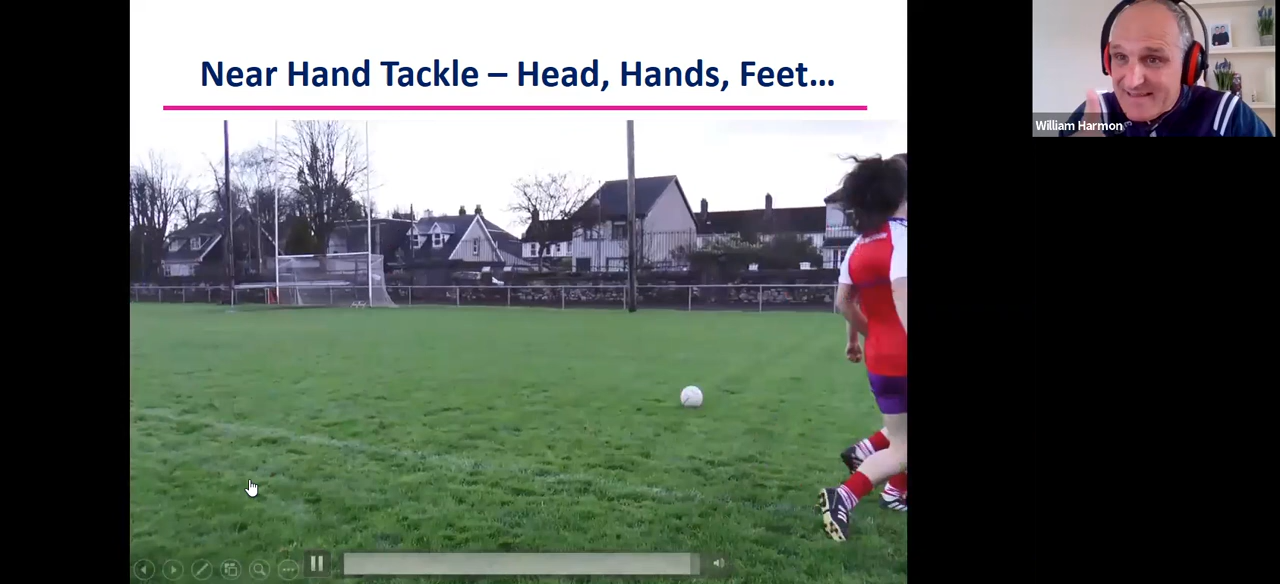 Near Hand Tackle – Head, Hands, Feet...
William Harmon